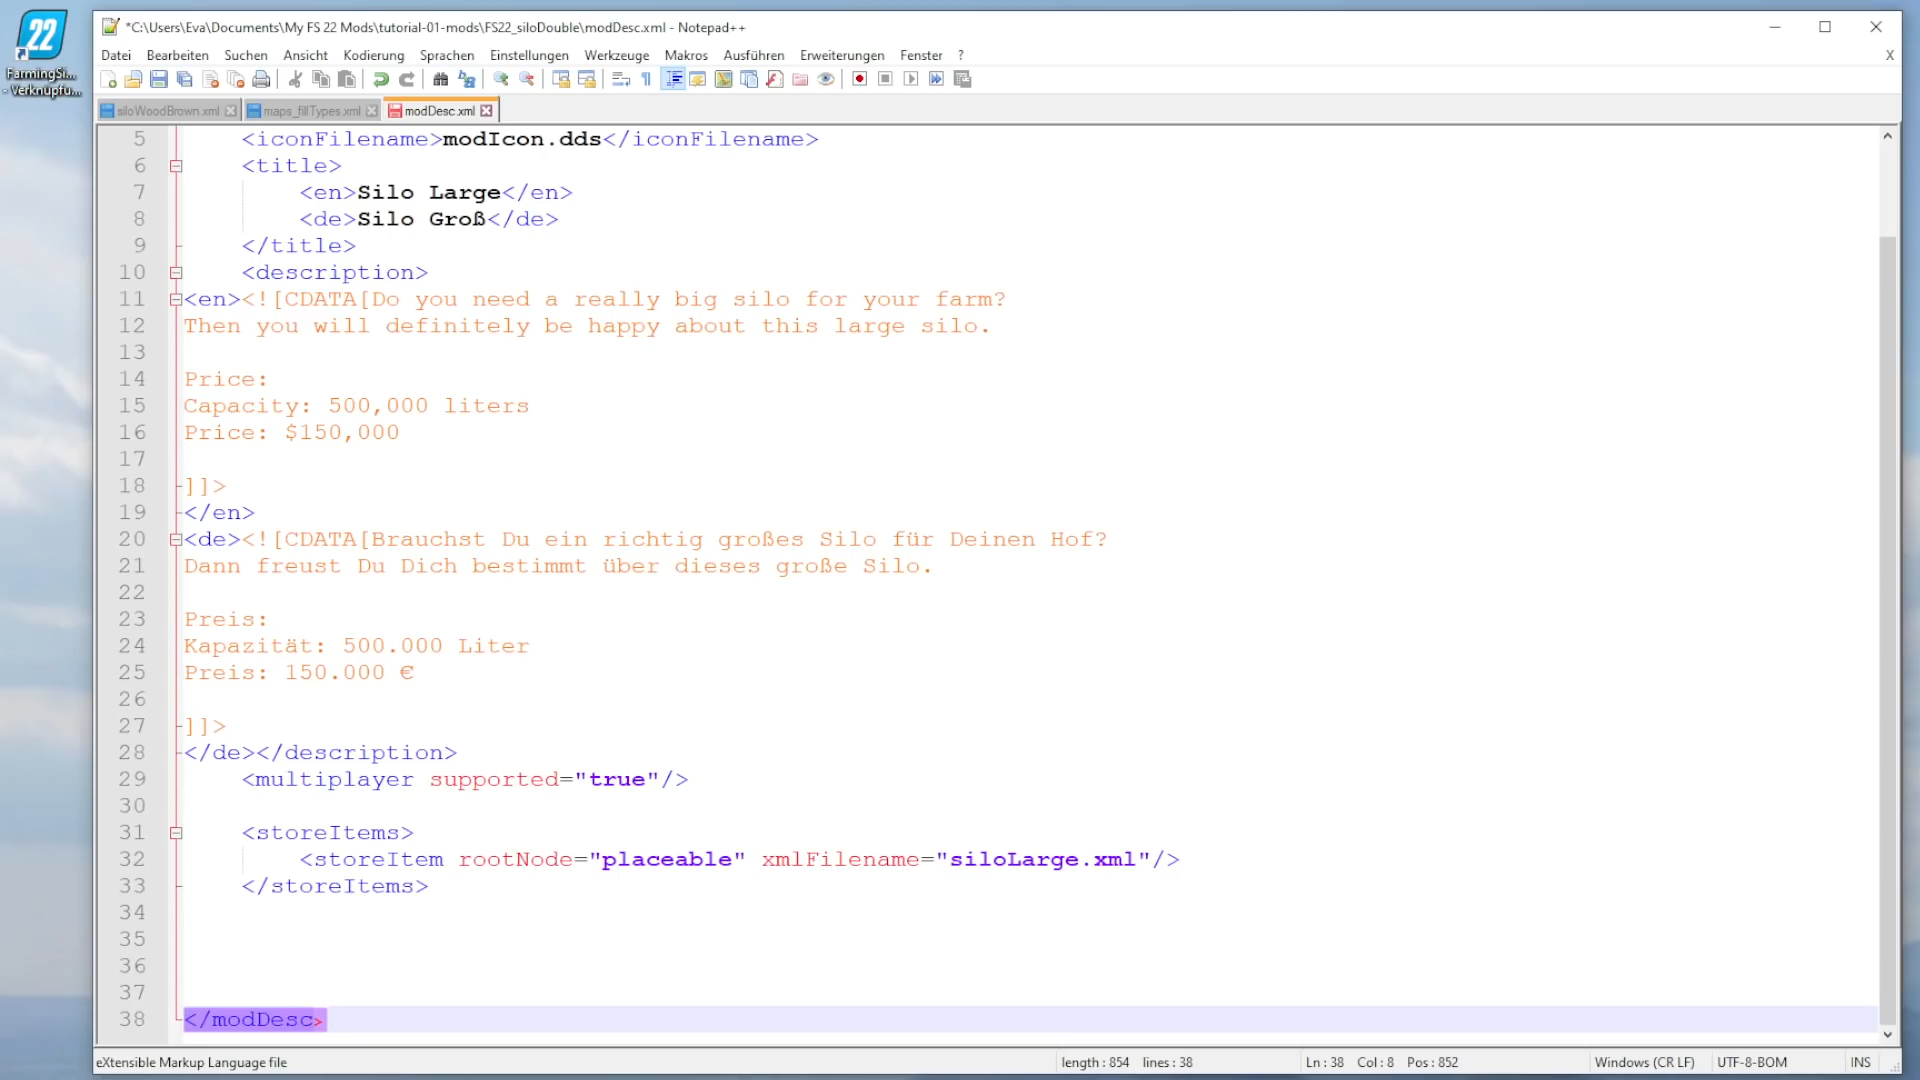 22
FarmingSi...
- Verknüpfu...
*C:\Users\Eva\Documents\My FS 22 Mods\tutorial-01-mods\FS22_siloDouble\modDesc.xml - Notepad++
Datei Bearbeiten Suchen Ansicht Kodierung Sprachen Einstellungen Werkzeuge Makros Ausführen Erweiterungen Fenster ?
X
siloWoodBrown.xml maps_fillTypes.xml modDesc.xml
5 <iconFilename>modIcon.dds</iconFilename>
6 <title>
7 <en>Silo Large</en>
8 <de>Silo Groß</de>
9 </title>
10 <description>
11 <en><![CDATA[Do you need a really big silo for your farm?
12 Then you will definitely be happy about this large silo.
13
14 Price:
15 Capacity: 500,000 liters
16 Price: $150,000
17
18 ]]>
19 </en>
20 <de><![CDATA[Brauchst Du ein richtig großes Silo für Deinen Hof?
21 Dann freust Du Dich bestimmt über dieses große Silo.
22
23 Preis:
24 Kapazität: 500.000 Liter
25 Preis: 150.000 €
26
27 ]]>
28 </de></description>
29 <multiplayer supported="true"/>
30
31 <storeItems>
32 <storeItem rootNode="placeable" xmlFilename="siloLarge.xml"/>
33 </storeItems>
34
35
36
37
38 </modDesc>
eXtensible Markup Language file length : 854 lines : 38 Ln : 38 Col : 8 Pos : 852 Windows (CR LF) UTF-8-BOM INS